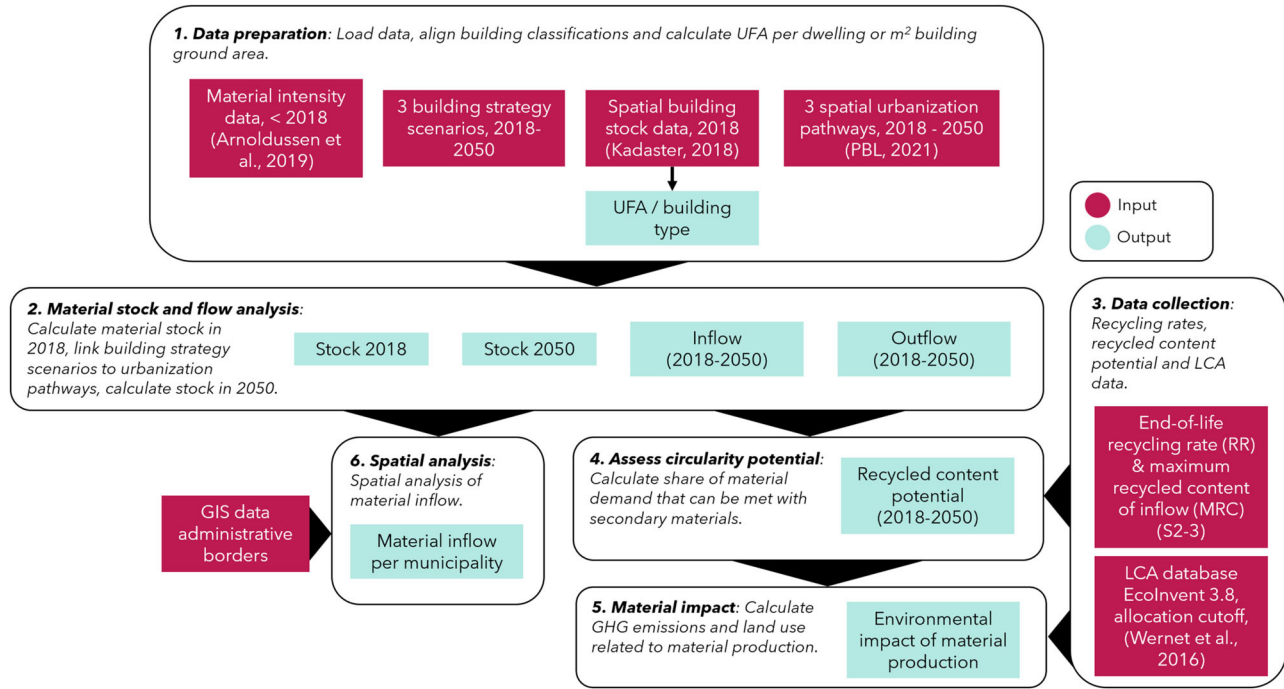 1. Data preparation: Load data, align building classifications and calculate UFA per dwelling or m² building
ground area.
Material intensity
data, < 2018
(Arnoldussen et
al., 2019)
3 building strategy
scenarios, 2018-
2050
Spatial building
stock data, 2018
(Kadaster, 2018)
3 spatial urbanization
pathways, 2018 - 2050
(PBL, 2021)
UFA / building
type
Input
Output
2. Material stock and flow analysis:
Calculate material stock in
2018, link building strategy
scenarios to urbanization
pathways, calculate stock in 2050.
Stock 2018
Stock 2050
Inflow
(2018-2050)
Outflow
(2018-2050)
3. Data collection:
Recycling rates,
recycled content
potential and LCA
data.
End-of-life
recycling rate (RR)
& maximum
recycled content
of inflow (MRC)
(S2-3)
LCA database
EcoInvent 3.8,
allocation cutoff,
(Wernet et al.,
2016)
6. Spatial analysis:
Spatial analysis of
material inflow.
GIS data
administrative
borders
Material inflow
per municipality
4. Assess circularity potential:
Calculate share of material
demand that can be met with
secondary materials.
Recycled content
potential
(2018-2050)
5. Material impact: Calculate
GHG emissions and land use
related to material production.
Environmental
impact of material
production